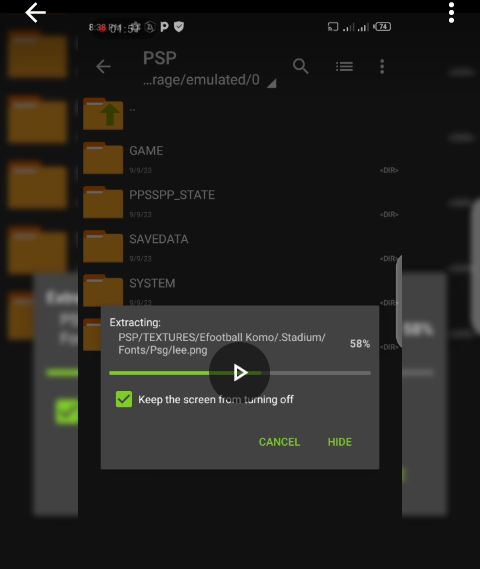 8:38 PM
01:57
74
PSP
...rage/emulated/0
..
GAME
9/9/23
<DIR>
PPSSPP_STATE
9/9/23
<DIR>
SAVEDATA
9/9/23
<DIR>
SYSTEM
9/9/23
<DIR>
Extracting:
PSP/TEXTURES/Efootball Komo/.Stadium/
Fonts/Psg/lee.png
58%
<DIR>
Keep the screen from turning off
CANCEL
HIDE